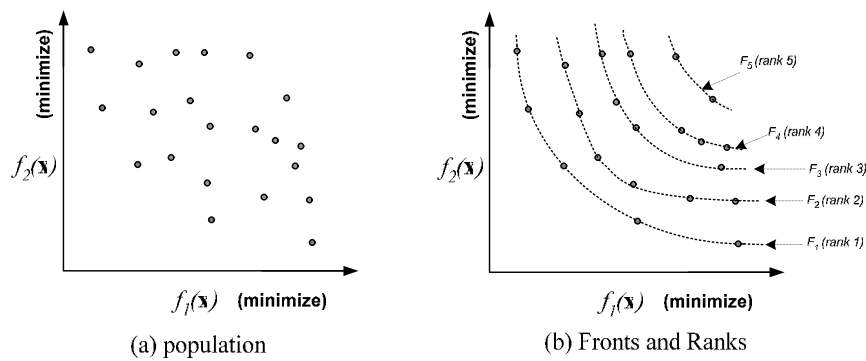 (minimize)
f2(x)
f1(x) (minimize)
(a) population
(minimize)
f2(x)
F5 (rank 5)
F4 (rank 4)
F3 (rank 3)
F2 (rank 2)
F1 (rank 1)
f1(x) (minimize)
(b) Fronts and Ranks